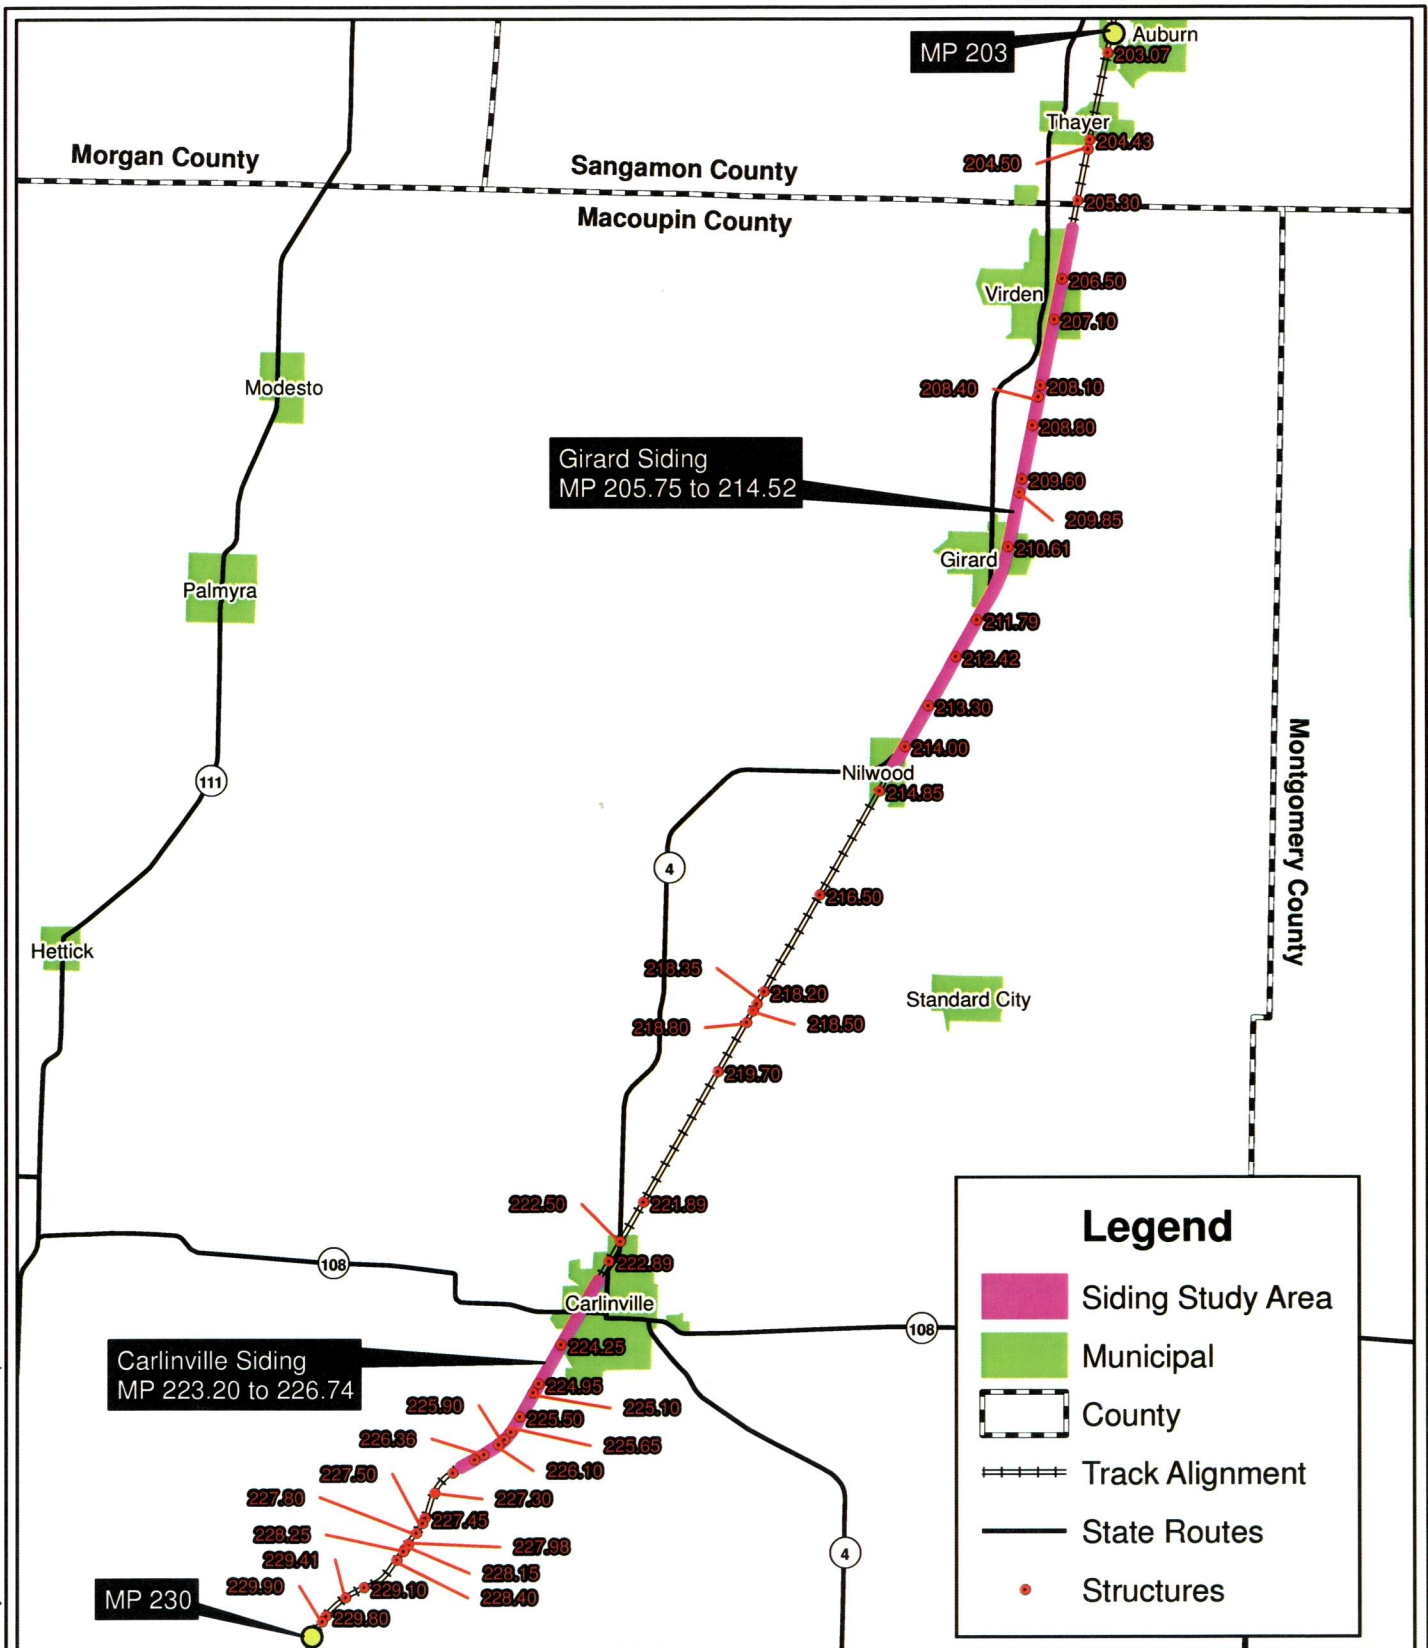 MP 203
Auburn
203.07
Thayer
204.43
204.50
Morgan County
Sangamon County
205.30
Macoupin County
206.50
Virden
207.10
Modesto
208.40
208.10
208.80
Girard Siding
MP 205.75 to 214.52
209.60
209.85
210.61
Girard
Palmyra
211.79
212.42
213.30
Montgomery County
214.00
Nilwood
111
214.85
4
216.50
Hettick
218.35
218.20
Standard City
218.80
218.50
219.70
222.50
221.89
222.89
108
Carlinville
108
224.25
Carlinville Siding
MP 223.20 to 226.74
224.95
225.90
225.10
225.50
226.36
225.65
226.10
227.50
227.80
227.30
227.45
228.25
227.98
229.41
228.15
229.90
229.10
228.40
MP 230
229.80
4
Legend
Siding Study Area
Municipal
County
Track Alignment
State Routes
Structures